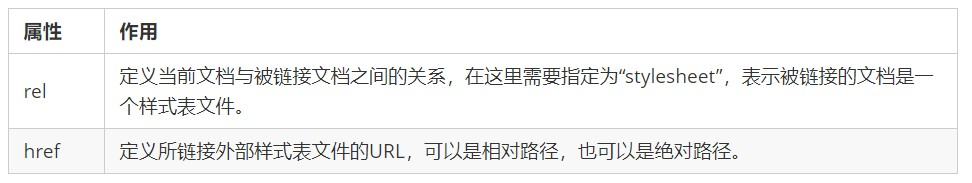 属性 作用
rel 定义当前文档与被链接文档之间的关系，在这里需要指定为“stylesheet”，表示被链接的文档是一
个样式表文件。
href 定义所链接外部样式表文件的URL，可以是相对路径，也可以是绝对路径。